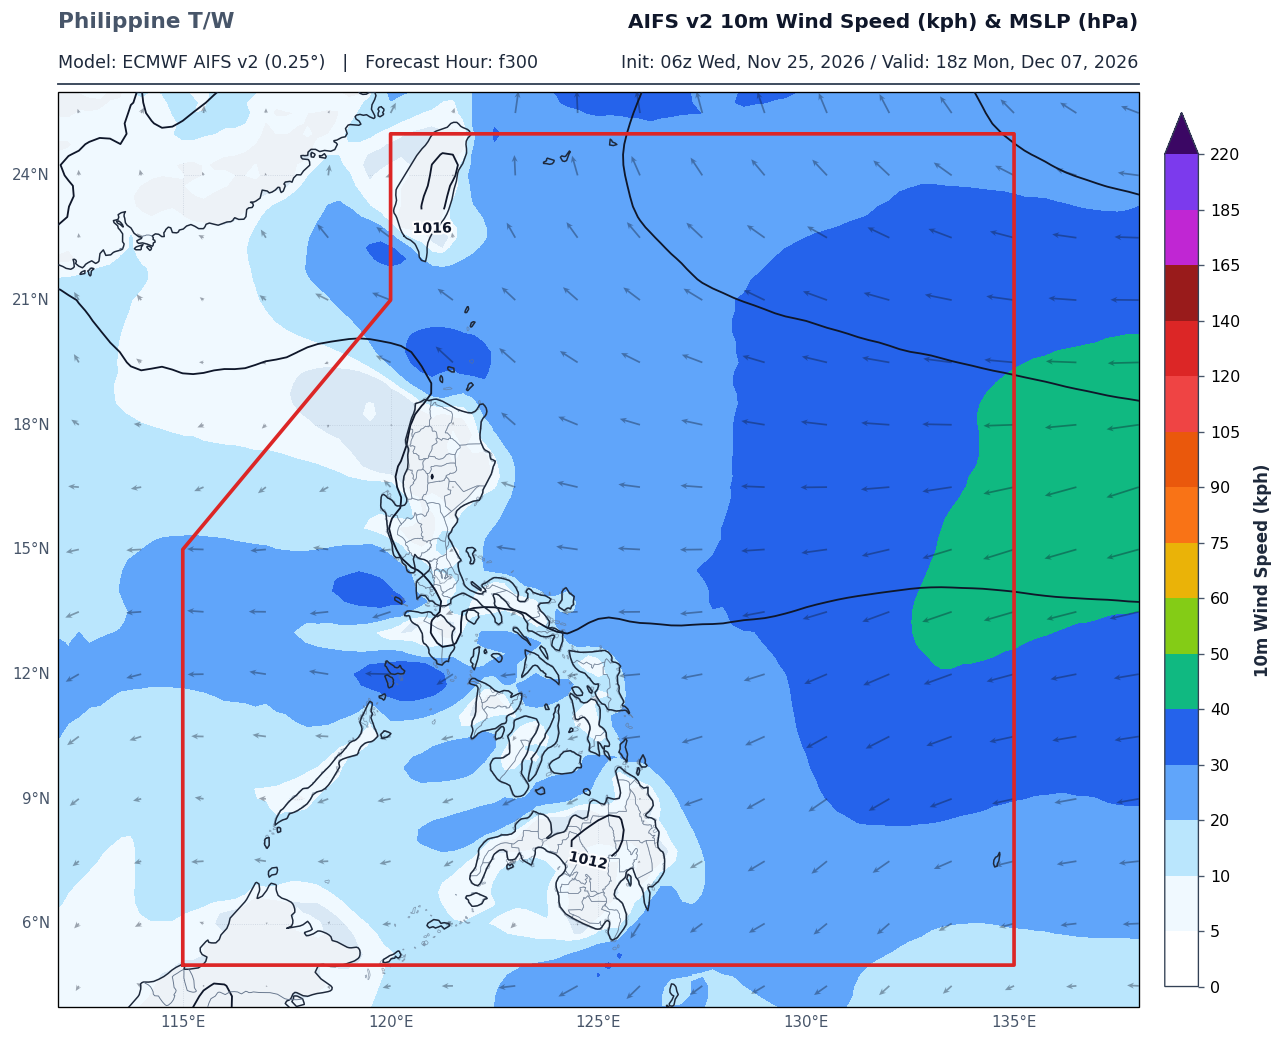 Philippine T/W
AIFS v2 10m Wind Speed (kph) & MSLP (hPa)
Model: ECMWF AIFS v2 (0.25°) | Forecast Hour: f300
Init: 06z Wed, Nov 25, 2026 / Valid: 18z Mon, Dec 07, 2026
24°N
21°N
18°N
15°N
12°N
9°N
6°N
1016
1012
115°E
120°E
125°E
130°E
135°E
220
185
165
140
120
105
90
75
60
50
40
30
20
10
5
0
10m Wind Speed (kph)